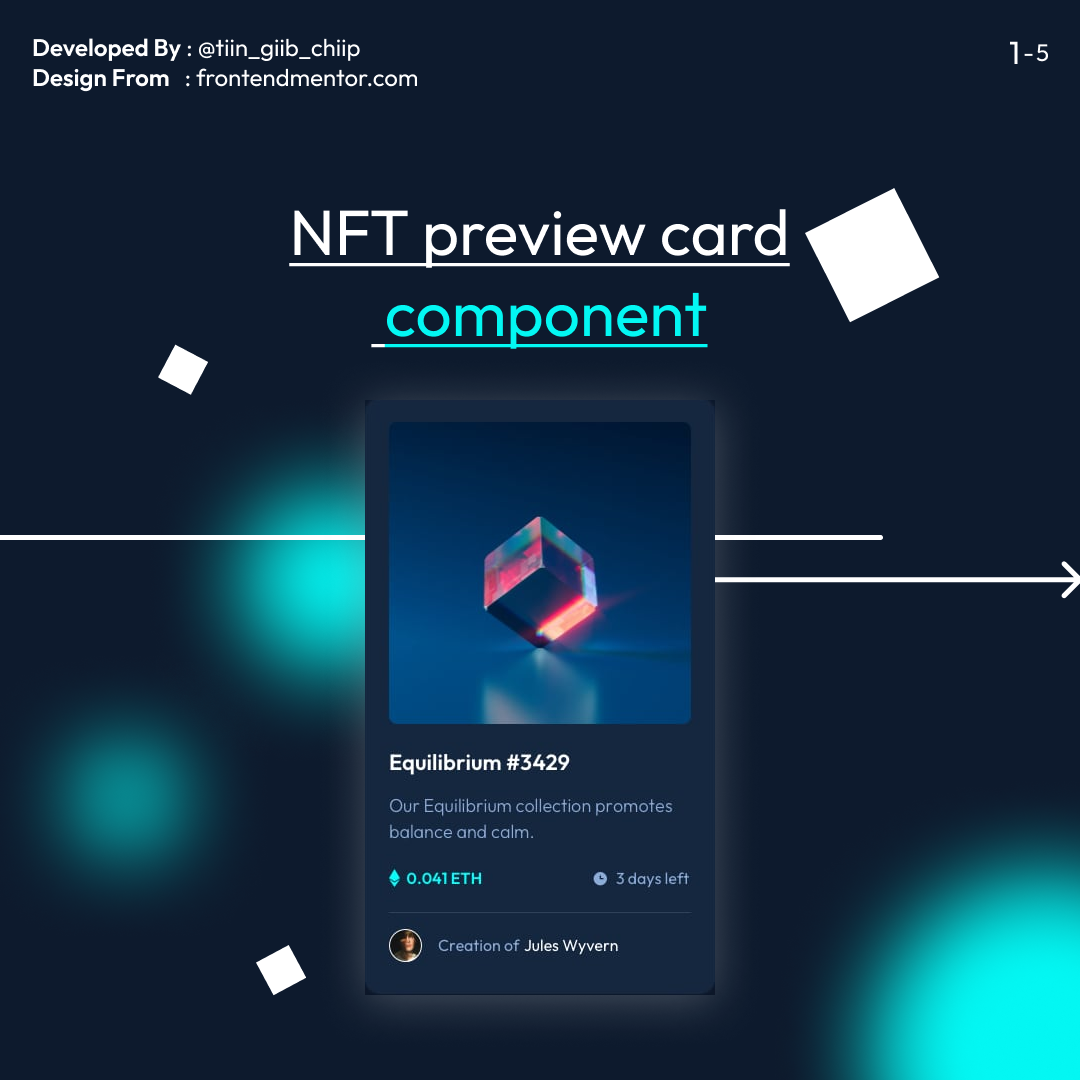 Developed By : @tiin_giib_chiip
Design From : frontendmentor.com
1-5
NFT preview card
component
Equilibrium #3429
Our Equilibrium collection promotes
balance and calm.
0.041 ETH
3 days left
Creation of Jules Wyvern